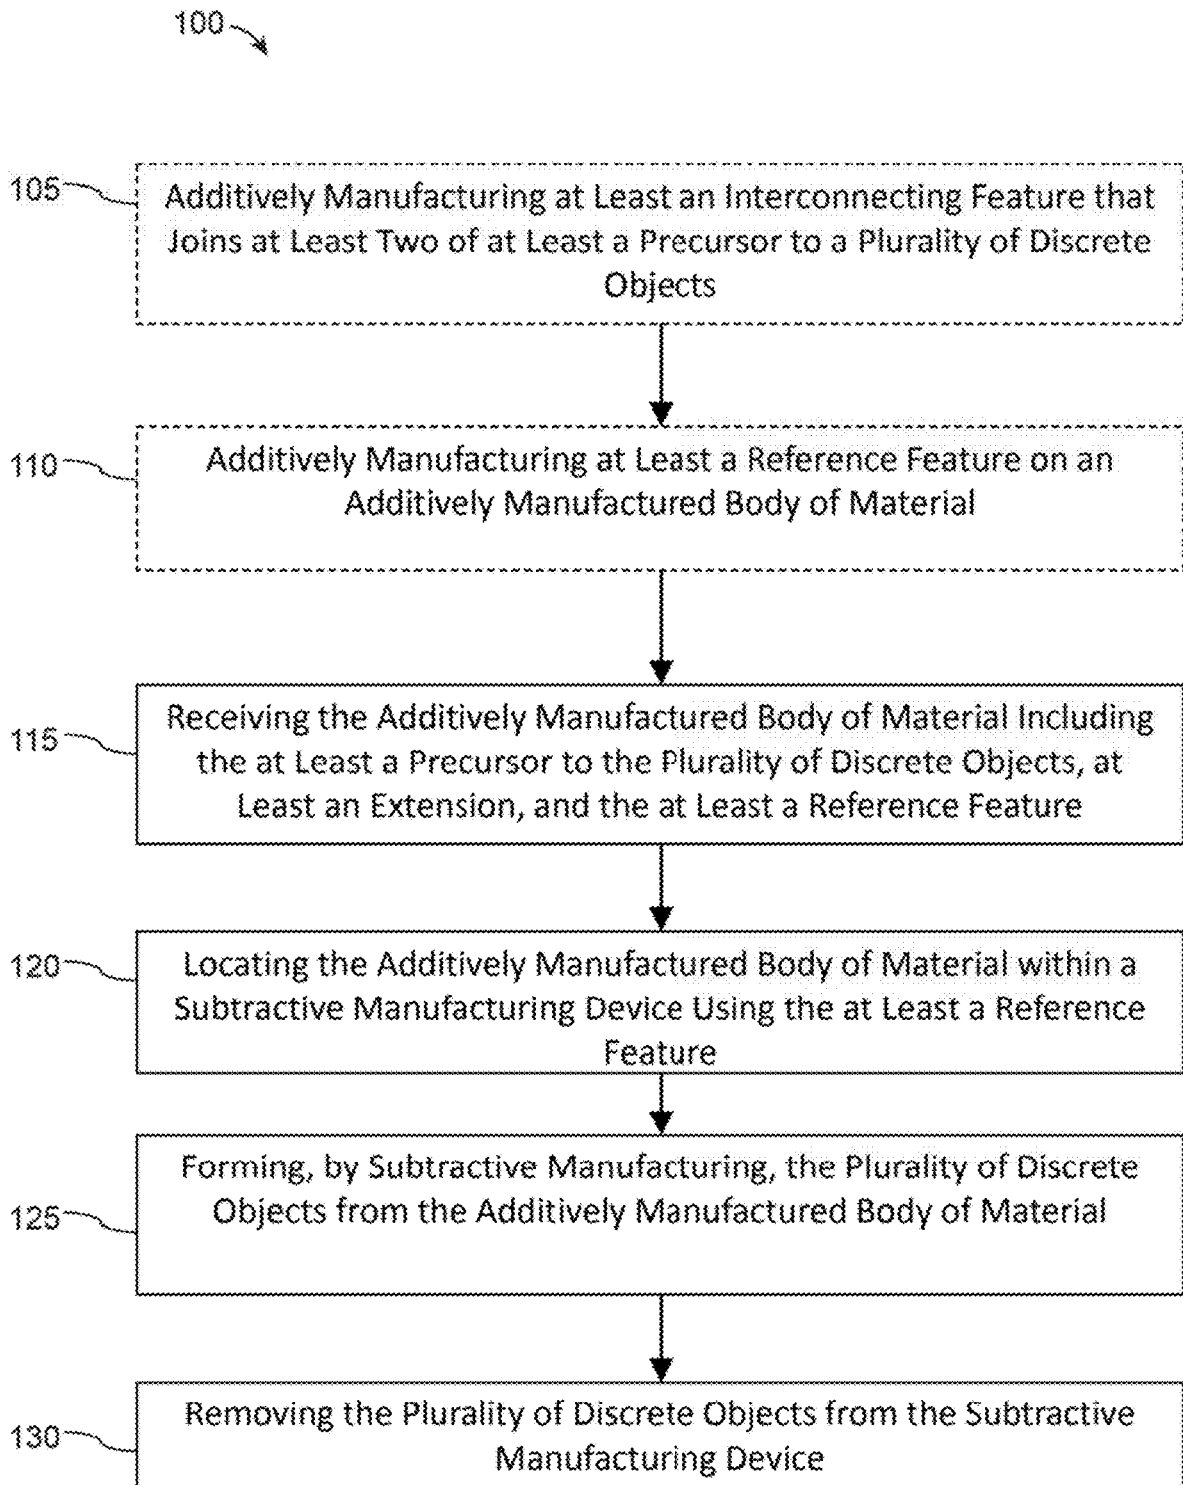 100
105
Additively Manufacturing at Least an Interconnecting Feature that
Joins at Least Two of at Least a Precursor to a Plurality of Discrete
Objects
110
Additively Manufacturing at Least a Reference Feature on an
Additively Manufactured Body of Material
115
Receiving the Additively Manufactured Body of Material Including
the at Least a Precursor to the Plurality of Discrete Objects, at
Least an Extension, and the at Least a Reference Feature
120
Locating the Additively Manufactured Body of Material within a
Subtractive Manufacturing Device Using the at Least a Reference
Feature
125
Forming, by Subtractive Manufacturing, the Plurality of Discrete
Objects from the Additively Manufactured Body of Material
130
Removing the Plurality of Discrete Objects from the Subtractive
Manufacturing Device